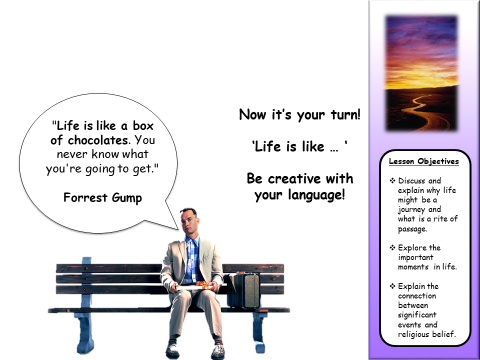 "Life is like a box
of chocolates. You
never know what
you're going to get."
Forrest Gump
Now it's your turn!
'Life is like … '
Be creative with
your language!
Lesson Objectives
❖ Discuss and
explain why life
might be a
journey and
what is a rite of
passage.
❖ Explore the
important
moments in life.
❖ Explain the
connection
between
significant
events and
religious belief.